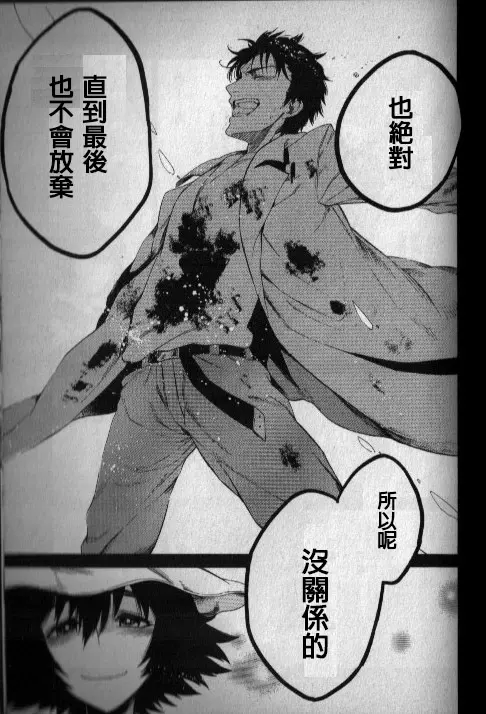 也絕對
直到最後
也不會放棄
所以呢
沒關係的